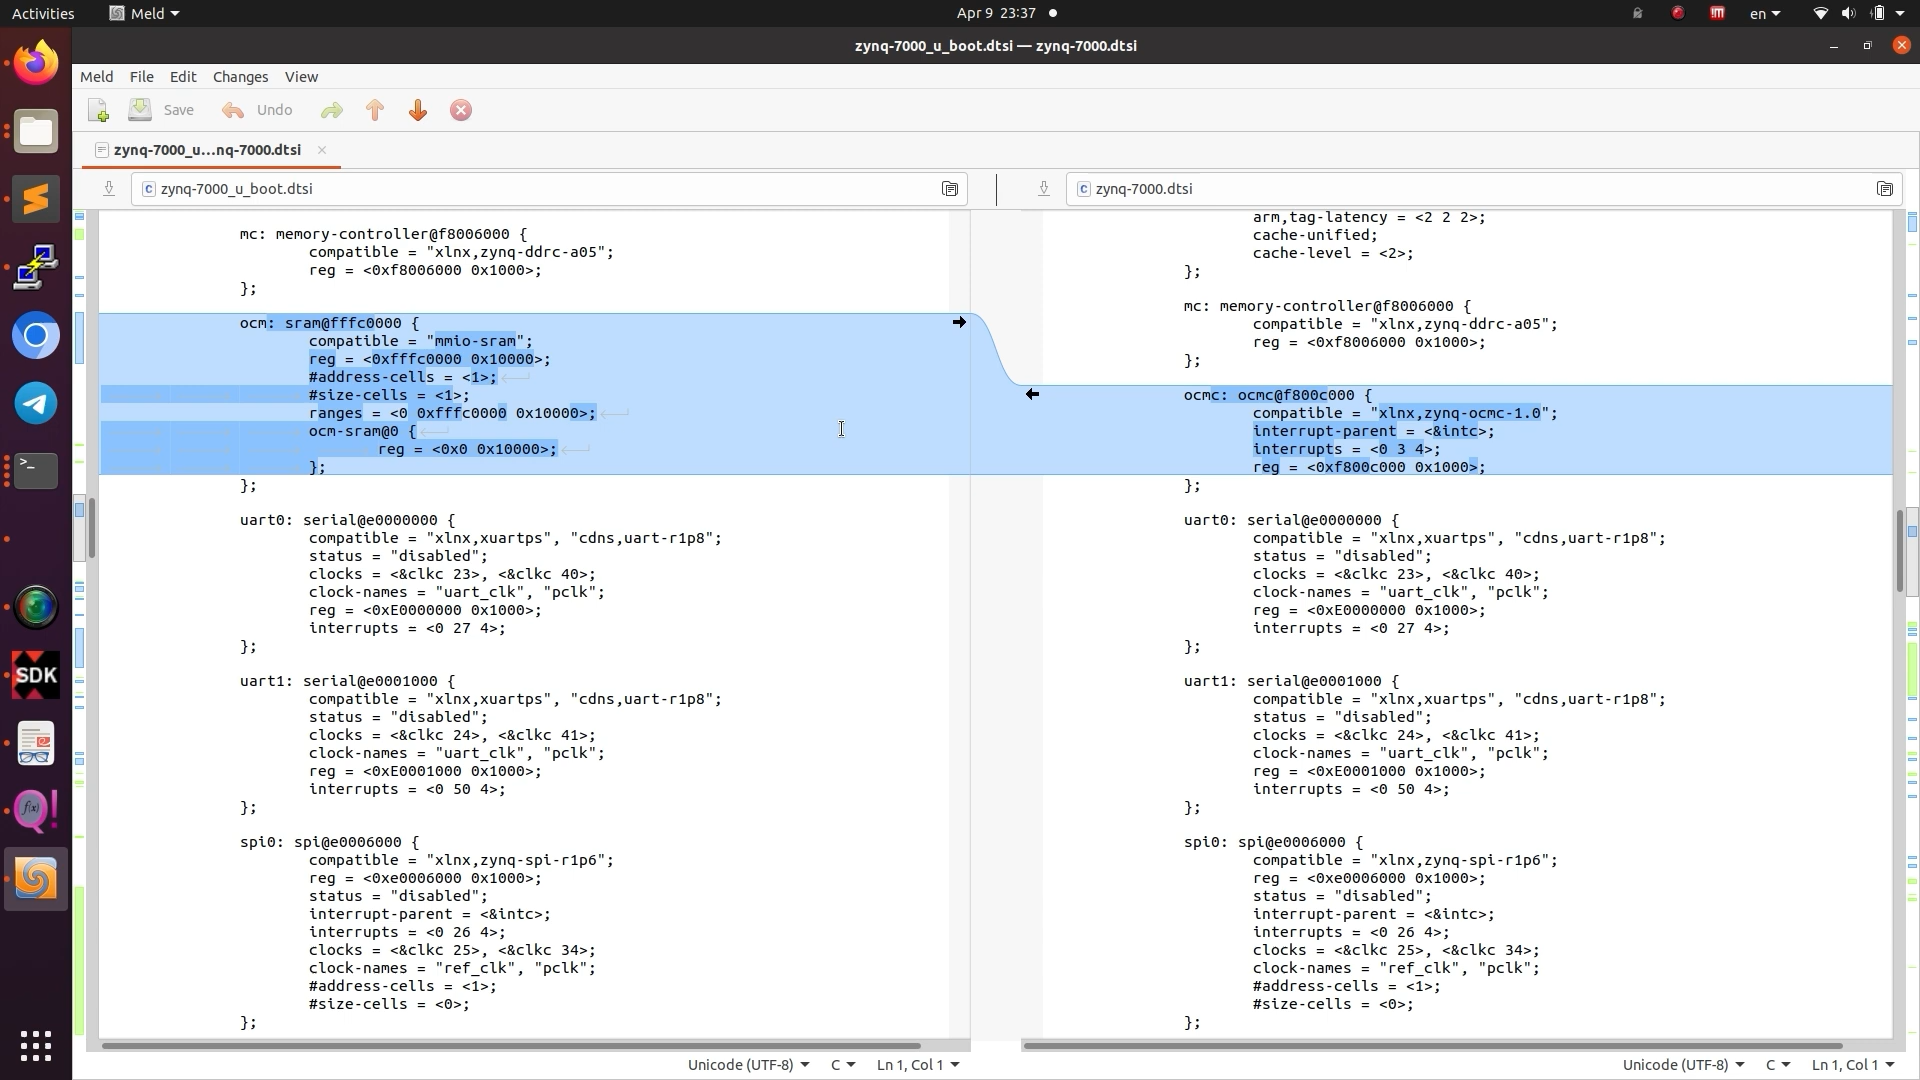 Activities
Meld
Apr 9 23:37
en
zynq-7000_u_boot.dtsi — zynq-7000.dtsi
Meld File Edit Changes View
Save
Undo
zynq-7000_u...nq-7000.dtsi
zynq-7000_u_boot.dtsi
mc: memory-controller@f8006000 {
compatible = "xlnx,zynq-ddrc-a05";
reg = <0xf8006000 0x1000>;
};
ocm: sram@fffc0000 {
compatible = "mmio-sram";
reg = <0xfffc0000 0x10000>;
#address-cells = <1>;
#size-cells = <1>;
ranges = <0 0xfffc0000 0x10000>;
ocm-sram@0 {
reg = <0x0 0x10000>;
};
};
uart0: serial@e0000000 {
compatible = "xlnx,xuartps", "cdns,uart-r1p8";
status = "disabled";
clocks = <&clkc 23>, <&clkc 40>;
clock-names = "uart_clk", "pclk";
reg = <0xE0000000 0x1000>;
interrupts = <0 27 4>;
};
uart1: serial@e0001000 {
compatible = "xlnx,xuartps", "cdns,uart-r1p8";
status = "disabled";
clocks = <&clkc 24>, <&clkc 41>;
clock-names = "uart_clk", "pclk";
reg = <0xE0001000 0x1000>;
interrupts = <0 50 4>;
};
spi0: spi@e0006000 {
compatible = "xlnx,zynq-spi-r1p6";
reg = <0xe0006000 0x1000>;
status = "disabled";
interrupt-parent = <&intc>;
interrupts = <0 26 4>;
clocks = <&clkc 25>, <&clkc 34>;
clock-names = "ref_clk", "pclk";
#address-cells = <1>;
#size-cells = <0>;
};
Unicode (UTF-8) C Ln 1, Col 1
zynq-7000.dtsi
arm,tag-latency = <2 2 2>;
cache-unified;
cache-level = <2>;
};
mc: memory-controller@f8006000 {
compatible = "xlnx,zynq-ddrc-a05";
reg = <0xf8006000 0x1000>;
};
ocmc: ocmc@f800c000 {
compatible = "xlnx,zynq-ocmc-1.0";
interrupt-parent = <&intc>;
interrupts = <0 3 4>;
reg = <0xf800c000 0x1000>;
};
uart0: serial@e0000000 {
compatible = "xlnx,xuartps", "cdns,uart-r1p8";
status = "disabled";
clocks = <&clkc 23>, <&clkc 40>;
clock-names = "uart_clk", "pclk";
reg = <0xE0000000 0x1000>;
interrupts = <0 27 4>;
};
uart1: serial@e0001000 {
compatible = "xlnx,xuartps", "cdns,uart-r1p8";
status = "disabled";
clocks = <&clkc 24>, <&clkc 41>;
clock-names = "uart_clk", "pclk";
reg = <0xE0001000 0x1000>;
interrupts = <0 50 4>;
};
spi0: spi@e0006000 {
compatible = "xlnx,zynq-spi-r1p6";
reg = <0xe0006000 0x1000>;
status = "disabled";
interrupt-parent = <&intc>;
interrupts = <0 26 4>;
clocks = <&clkc 25>, <&clkc 34>;
clock-names = "ref_clk", "pclk";
#address-cells = <1>;
#size-cells = <0>;
};
Unicode (UTF-8) C Ln 1, Col 1
SDK